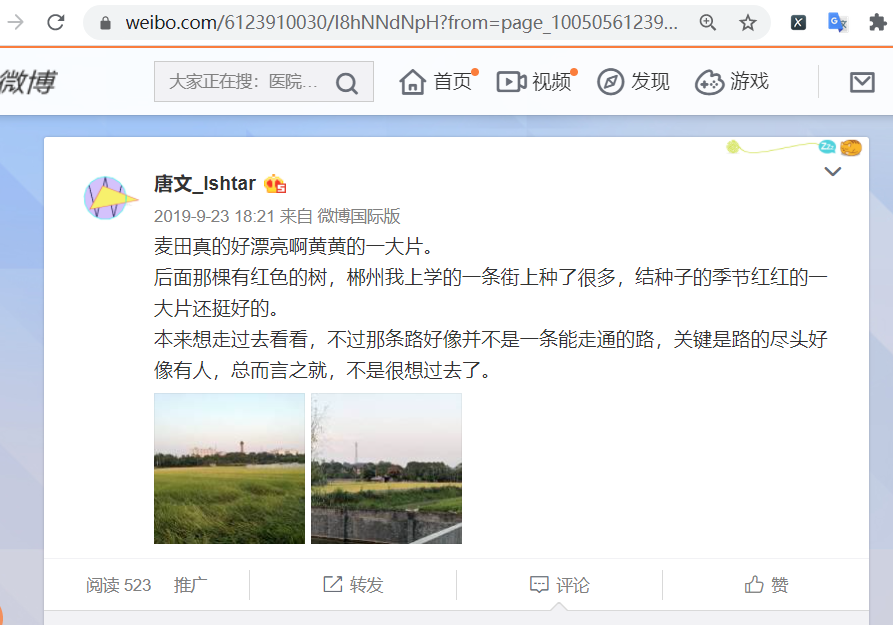 weibo.com/6123910030/I8hNNdNpH?from=page_10050561239...
微博
大家正在搜：医院...
首页
视频
发现
游戏
唐文_Ishtar
2019-9-23 18:21 来自 微博国际版
麦田真的好漂亮啊黄黄的一大片。
后面那棵有红色的树，郴州我上学的一条街上种了很多，结种子的季节红红的一
大片还挺好的。
本来想走过去看看，不过那条路好像并不是一条能走通的路，关键是路的尽头好
像有人，总而言之就，不是很想过去了。
阅读 523
推广
转发
评论
赞